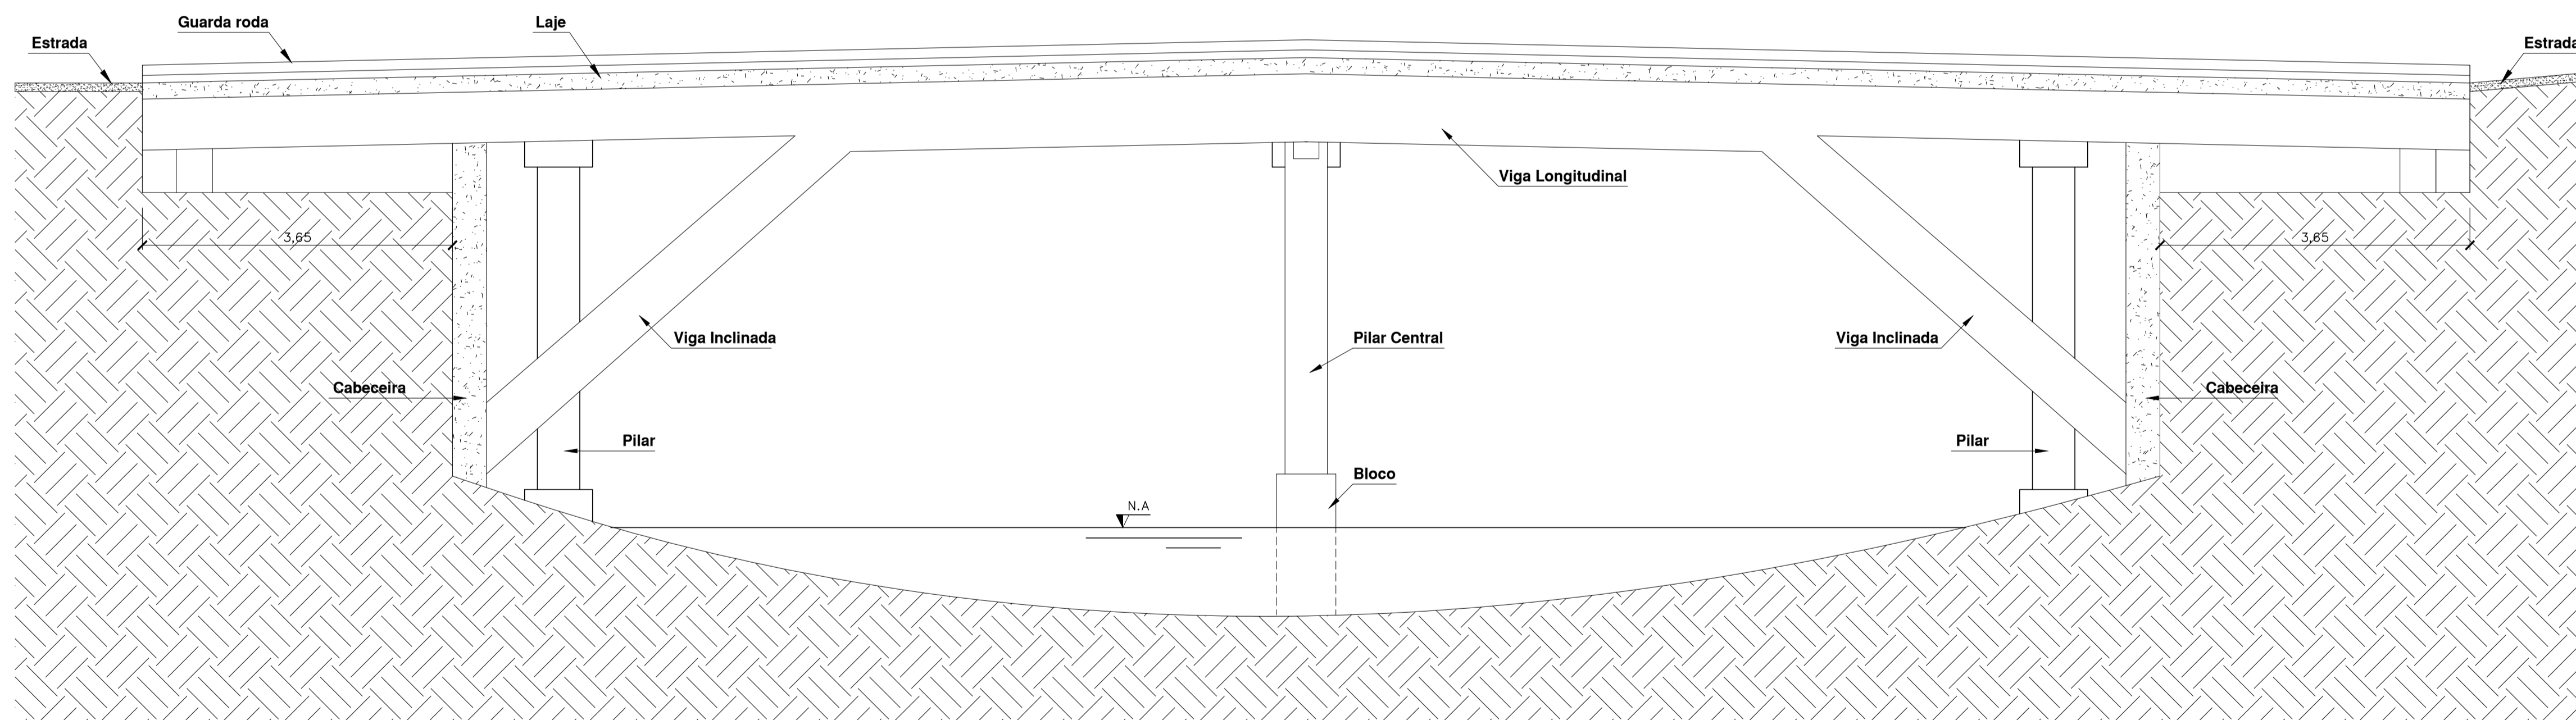 Guarda roda
Laje
Estrada
Estrada
Viga Longitudinal
3,65
3,65
Viga Inclinada
Pilar Central
Viga Inclinada
Cabeceira
Cabeceira
Pilar
Pilar
Bloco
N.A